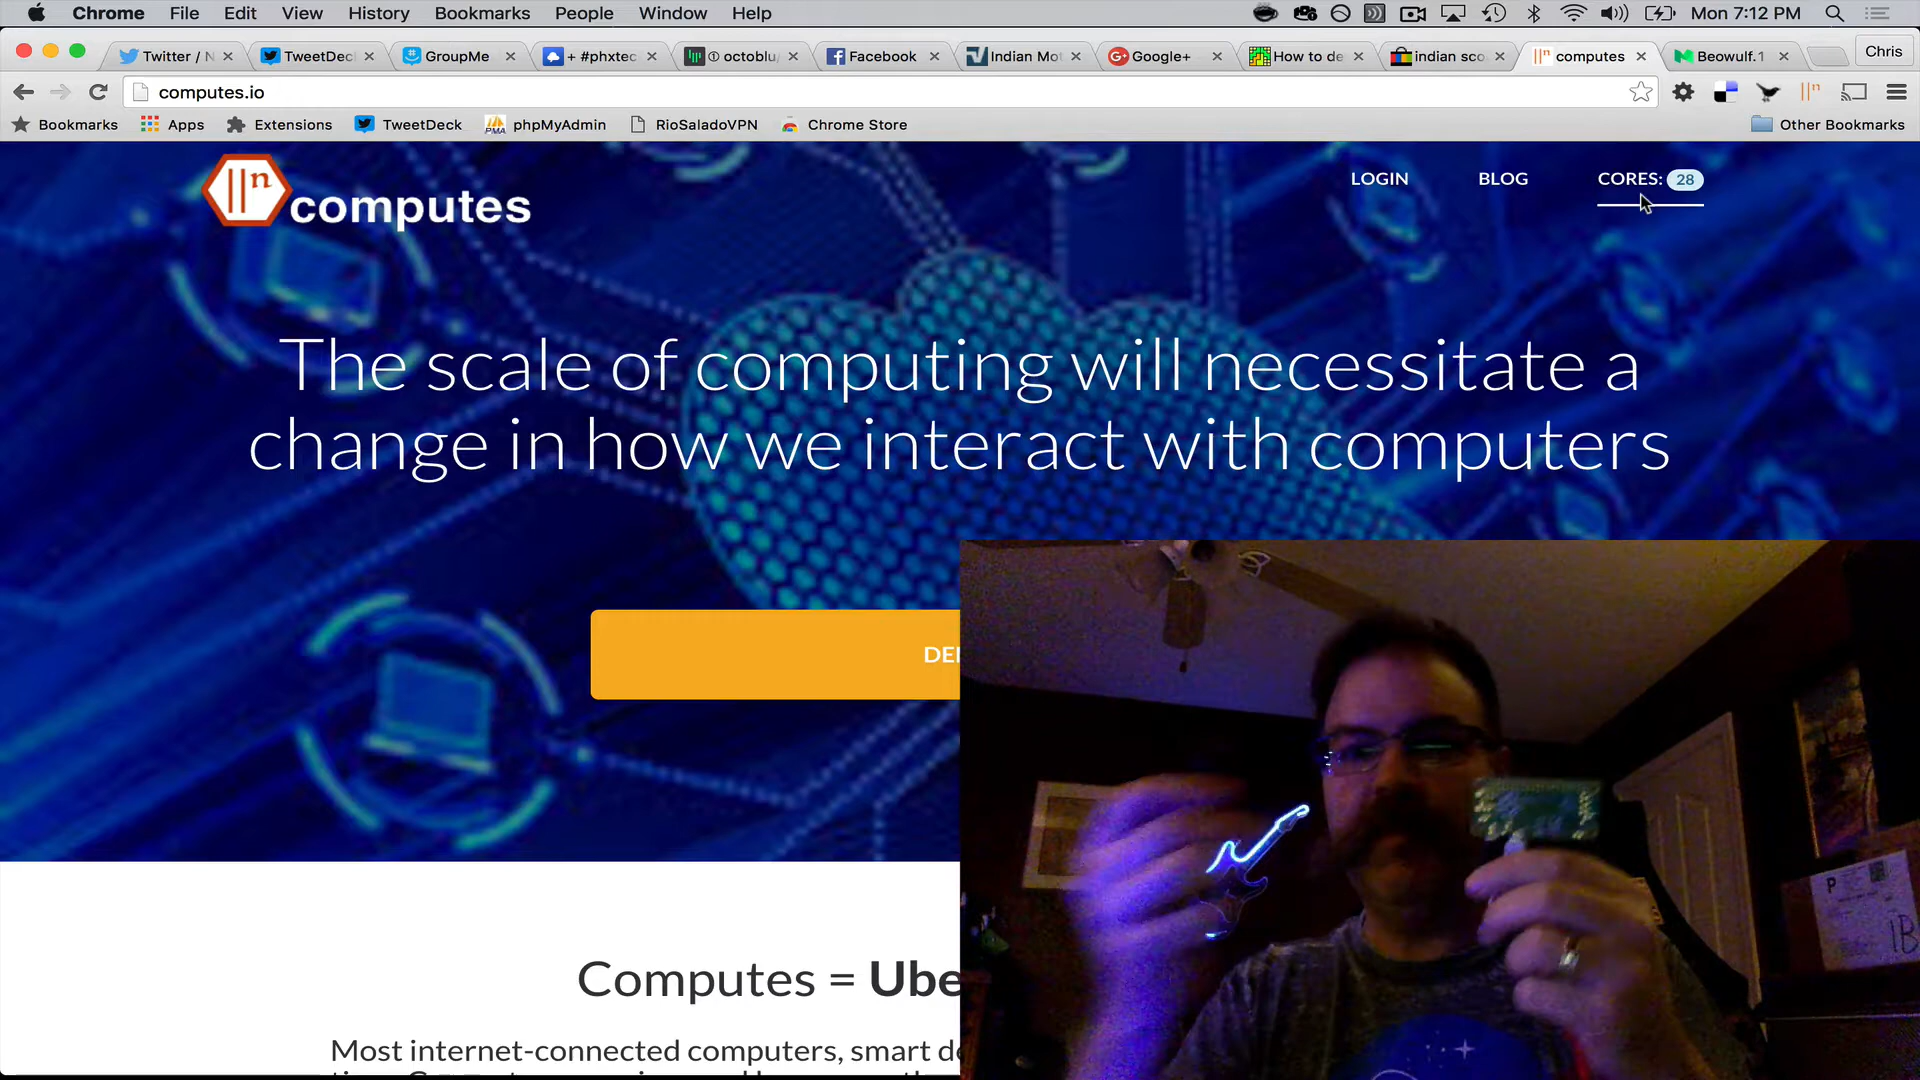 Chrome File Edit View History Bookmarks People Window Help Mon 7:12 PM
Twitter / N TweetDec GroupMe + #phxtec octoblu Facebook Indian Mot Google+ How to de indian sco computes Beowulf.1 Chris
computes.io
Bookmarks Apps Extensions TweetDeck phpMyAdmin RioSaladoVPN Chrome Store Other Bookmarks
||n computes
LOGIN BLOG CORES: 28
The scale of computing will necessitate a
change in how we interact with computers
DE
P
Computes = Ube
Most internet-connected computers, smart de